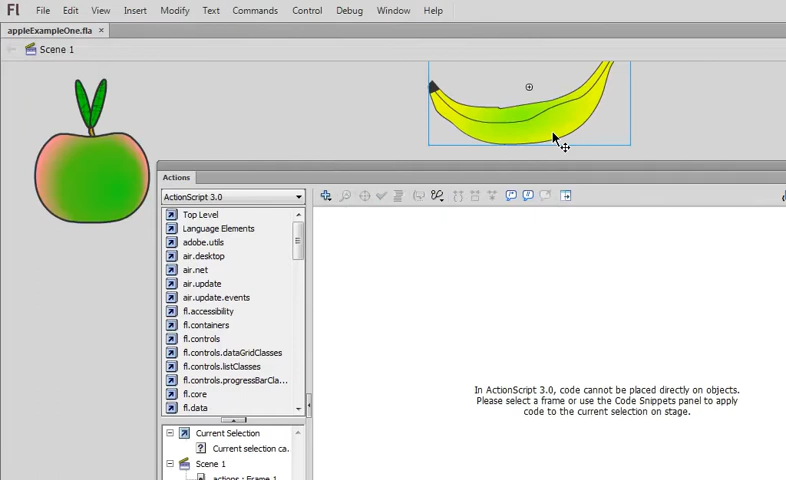 Fl File Edit View Insert Modify Text Commands Control Debug Window Help
appleExampleOne.fla ×
Scene 1
Actions
ActionScript 3.0
Top Level
Language Elements
adobe.utils
air.desktop
air.net
air.update
air.update.events
fl.accessibility
fl.containers
fl.controls
fl.controls.dataGridClasses
fl.controls.listClasses
fl.controls.progressBarCla...
fl.core
fl.data
In ActionScript 3.0, code cannot be placed directly on objects.
Please select a frame or use the Code Snippets panel to apply
code to the current selection on stage.
Current Selection
Current selection ca.
Scene 1
actions : Frame 1